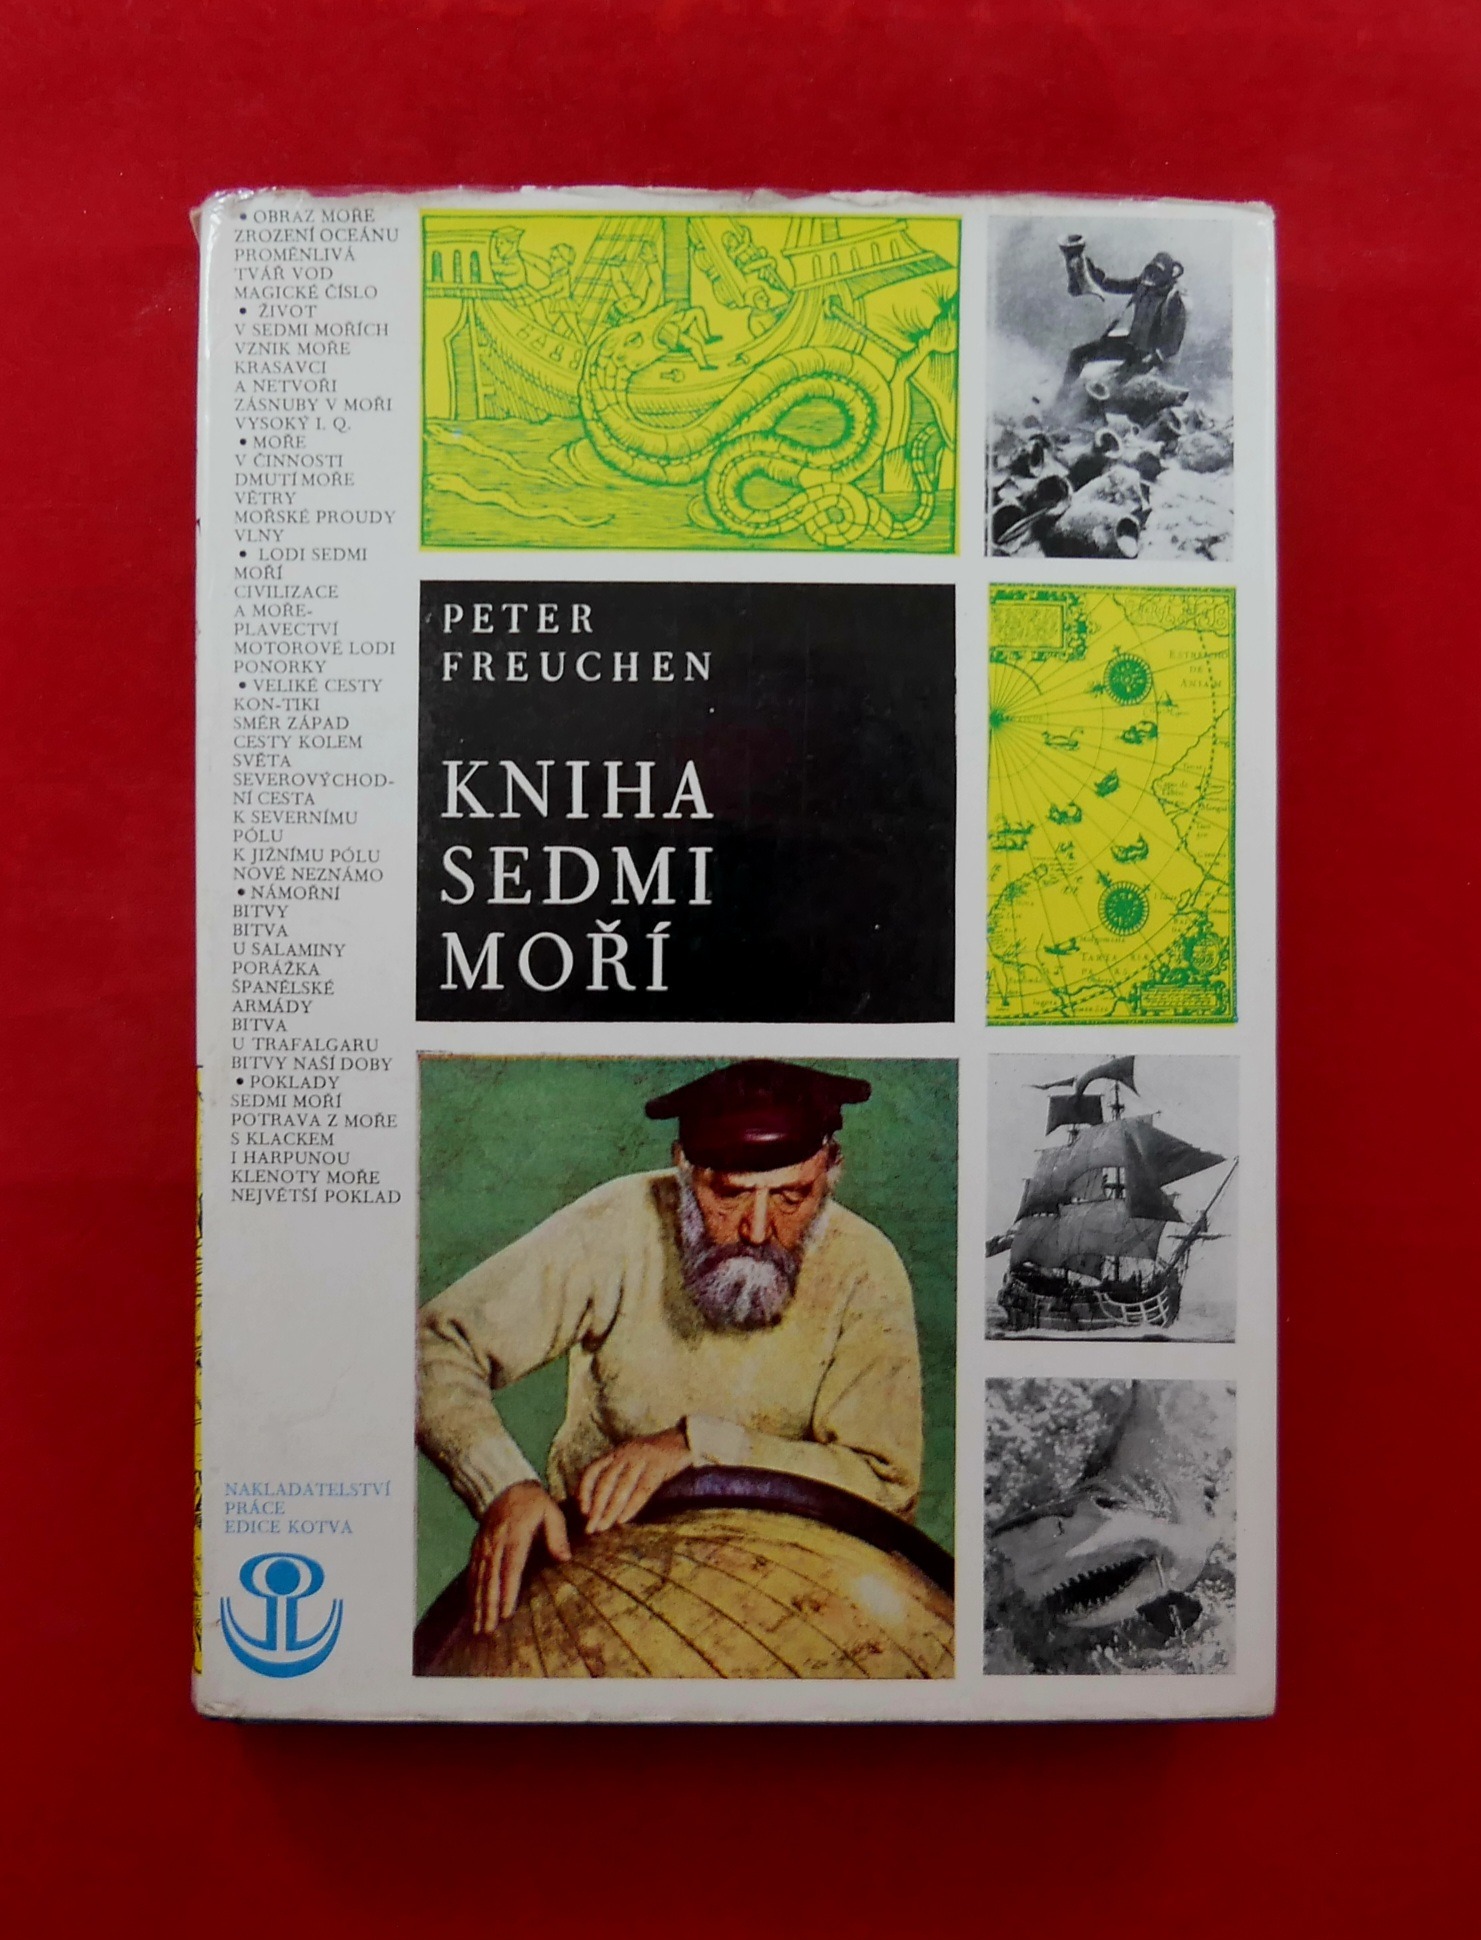 • OBRAZ MOŘE
ZROZENÍ OCEÁNU
PROMĚNLIVÁ
TVÁŘ VOD
MAGICKÉ ČÍSLO
• ŽIVOT
V SEDMI MOŘÍCH
VZNIK MOŘE
KRASAVCI
A NETVOŘI
ZÁSNUBY V MOŘI
VYSOKÝ I. Q.
• MOŘE
V ČINNOSTI
DMUTÍ MOŘE
VĚTRY
MOŘSKÉ PROUDY
VLNY
• LODI SEDMI
MOŘÍ
CIVILIZACE
A MOŘE-
PLAVECTVÍ
MOTOROVÉ LODI
PONORKY
• VELIKÉ CESTY
KON-TIKI
SMĚR ZÁPAD
CESTY KOLEM
SVĚTA
SEVEROVÝCHOD-
NÍ CESTA
K SEVERNÍMU
PÓLU
K JIŽNÍMU PÓLU
NOVÉ NEZNÁMO
• NÁMOŘNÍ
BITVY
BITVA
U SALAMINY
PORÁŽKA
ŠPANĚLSKÉ
ARMÁDY
BITVA
U TRAFALGARU
BITVY NAŠÍ DOBY
• POKLADY
SEDMI MOŘÍ
POTRAVA Z MOŘE
S KLACKEM
I HARPUNOU
KLENOTY MOŘE
NEJVĚTŠÍ POKLAD
NAKLADATELSTVÍ
PRÁCE
EDICE KOTVA
PETER
FREUCHEN
KNIHA
SEDMI
MOŘÍ
ESTRECHO
DE
ANIAN